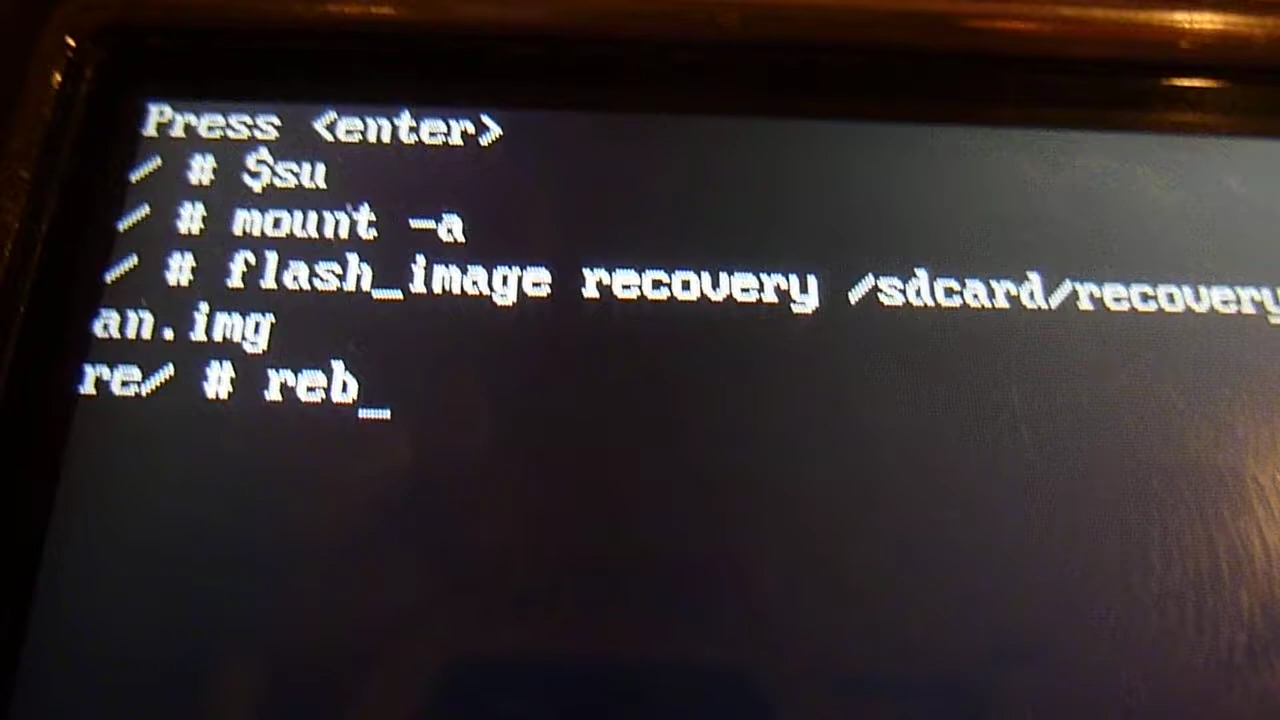 Press <enter>
/ # $su
/ # mount -a
/ # flash_image recovery /sdcard/recovery
an.img
re/ # reb_